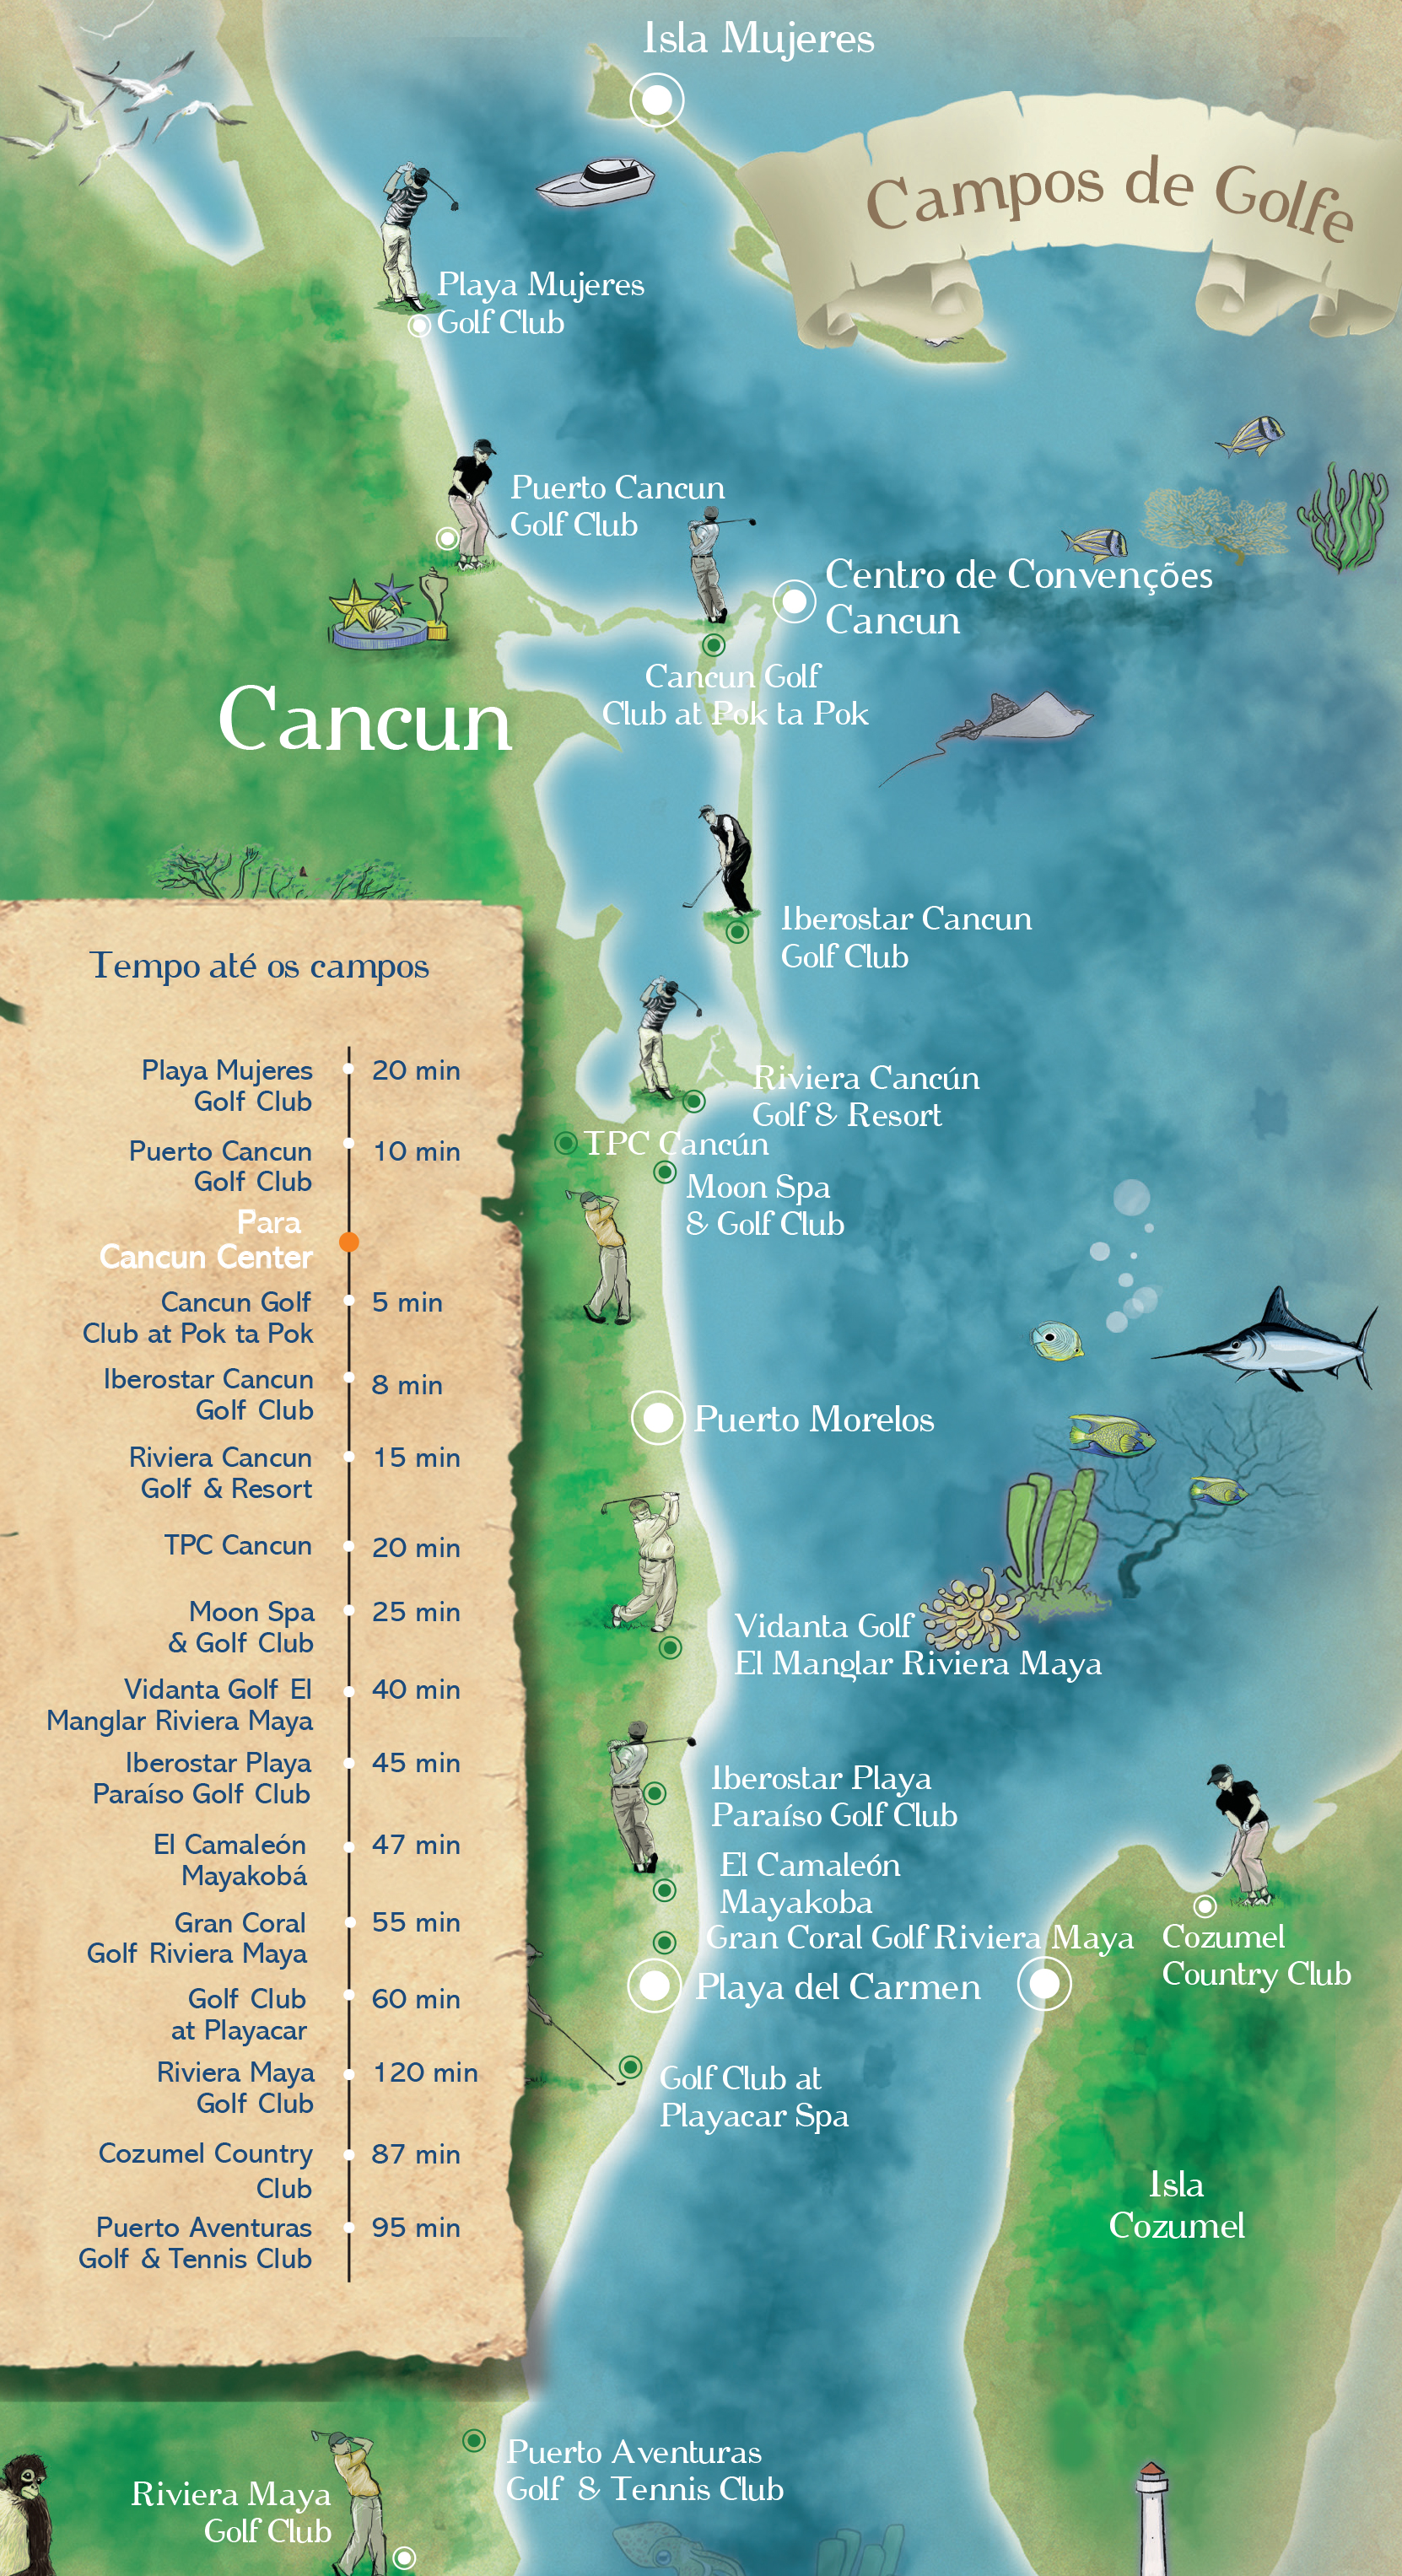 Isla Mujeres
Campos de Golfe
Playa Mujeres
Golf Club
Puerto Cancun
Golf Club
Centro de Convenções
Cancun
Cancun Golf
Club at Pok ta Pok
Cancun
Iberostar Cancun
Golf Club
Riviera Cancún
Golf & Resort
TPC Cancún
Moon Spa
& Golf Club
Puerto Morelos
Vidanta Golf
El Manglar Riviera Maya
Iberostar Playa
Paraíso Golf Club
El Camaleón
Mayakoba
Gran Coral Golf Riviera Maya
Playa del Carmen
Cozumel
Country Club
Golf Club at
Playacar Spa
Isla
Cozumel
Puerto Aventuras
Golf & Tennis Club
Riviera Maya
Golf Club
Tempo até os campos
Playa Mujeres 20 min
Golf Club
Puerto Cancun 10 min
Golf Club
Para
Cancun Center
Cancun Golf 5 min
Club at Pok ta Pok
Iberostar Cancun 8 min
Golf Club
Riviera Cancun 15 min
Golf & Resort
TPC Cancun 20 min
Moon Spa 25 min
& Golf Club
Vidanta Golf El 40 min
Manglar Riviera Maya
Iberostar Playa 45 min
Paraíso Golf Club
El Camaleón 47 min
Mayakobá
Gran Coral 55 min
Golf Riviera Maya
Golf Club 60 min
at Playacar
Riviera Maya 120 min
Golf Club
Cozumel Country 87 min
Club
Puerto Aventuras 95 min
Golf & Tennis Club